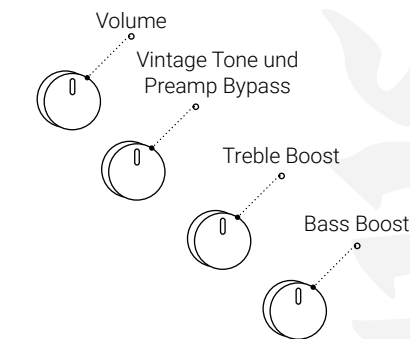 Volume
Vintage Tone und
Preamp Bypass
Treble Boost
Bass Boost